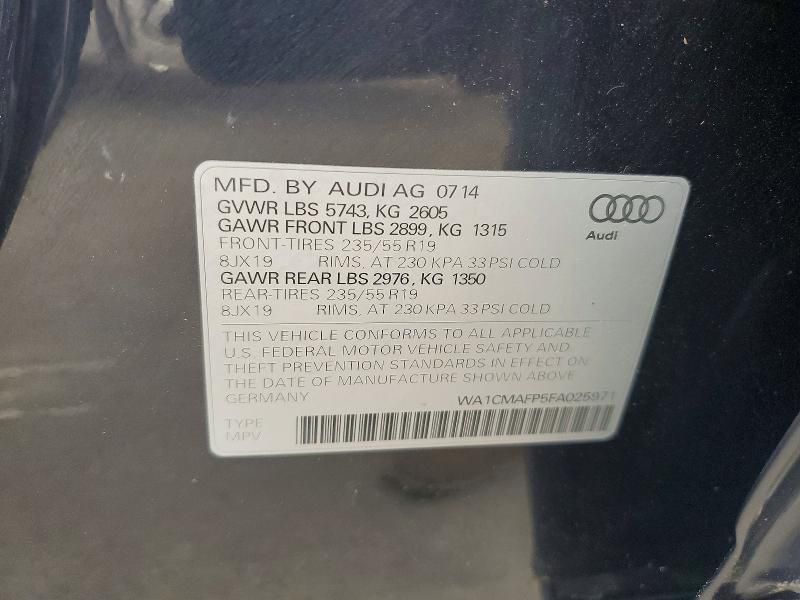 MFD. BY AUDI AG 07 14
GVWR LBS 5743, KG 2605
GAWR FRONT LBS 2899, KG 1315
FRONT-TIRES 235/55 R19
8JX19 RIMS, AT 230 KPA 33 PSI COLD
GAWR REAR LBS 2976, KG 1350
REAR-TIRES 235/55 R19
8JX19 RIMS, AT 230 KPA 33 PSI COLD
Audi
THIS VEHICLE CONFORMS TO ALL APPLICABLE
U.S. FEDERAL MOTOR VEHICLE SAFETY AND
THEFT PREVENTION STANDARDS IN EFFECT ON
THE DATE OF MANUFACTURE SHOWN ABOVE
GERMANY WA1CMAFP5FA025971
TYPE
MPV